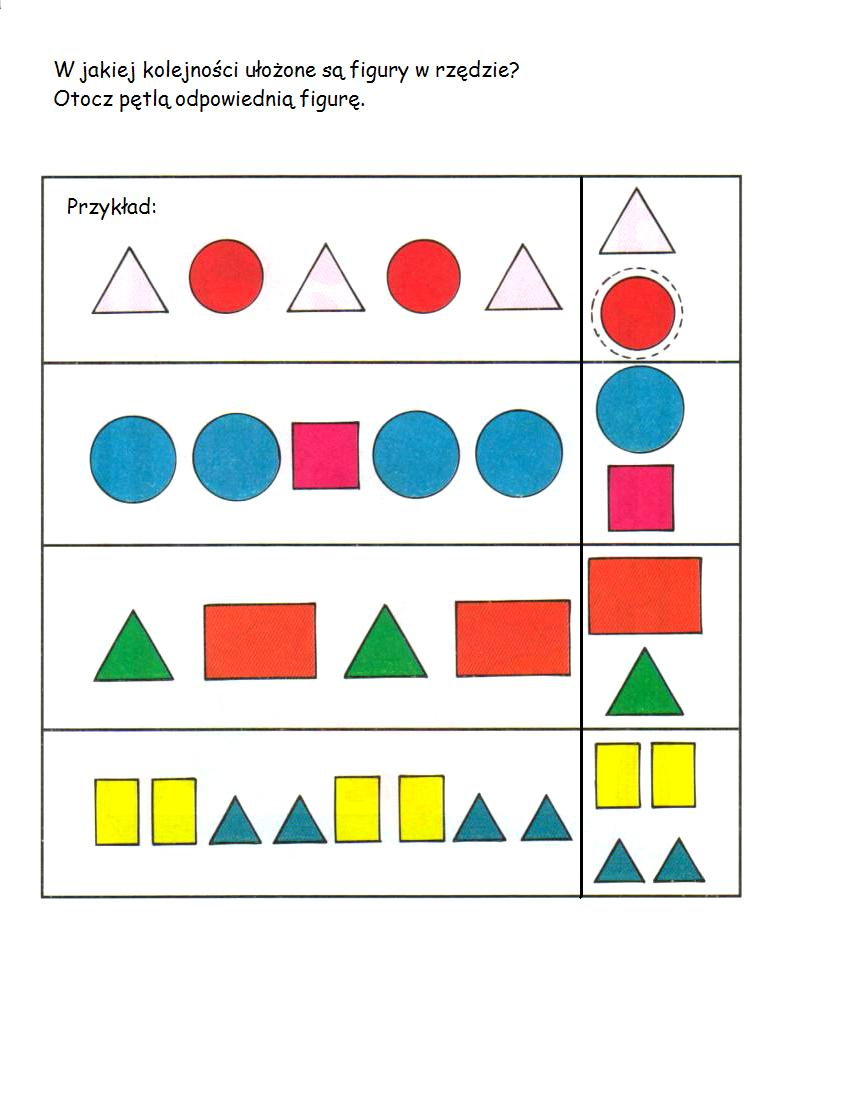 W jakiej kolejności ułożone są figury w rzędzie?
Otocz pętlą odpowiednią figurę.
Przykład: